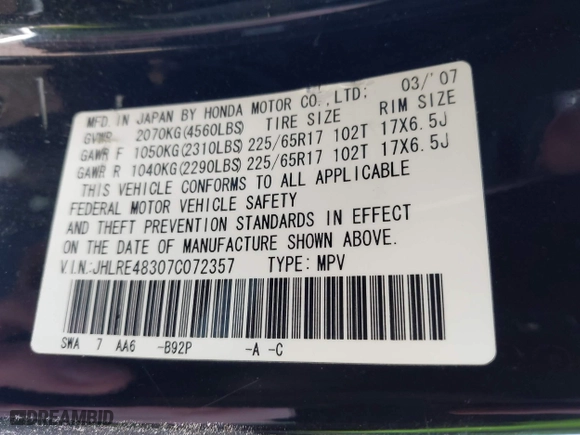 MFD. IN JAPAN BY HONDA MOTOR CO., LTD; 03/'07
GVWR 2070KG(4560LBS) TIRE SIZE RIM SIZE
GAWR F 1050KG(2310LBS) 225/65R17 102T 17X6.5J
GAWR R 1040KG(2290LBS) 225/65R17 102T 17X6.5J
THIS VEHICLE CONFORMS TO ALL APPLICABLE
FEDERAL MOTOR VEHICLE SAFETY
AND THEFT PREVENTION STANDARDS IN EFFECT
ON THE DATE OF MANUFACTURE SHOWN ABOVE.
V.I.N.:JHLRE48307C072357 TYPE: MPV
SWA 7 AA6 -B92P -A -C
DREAMBID